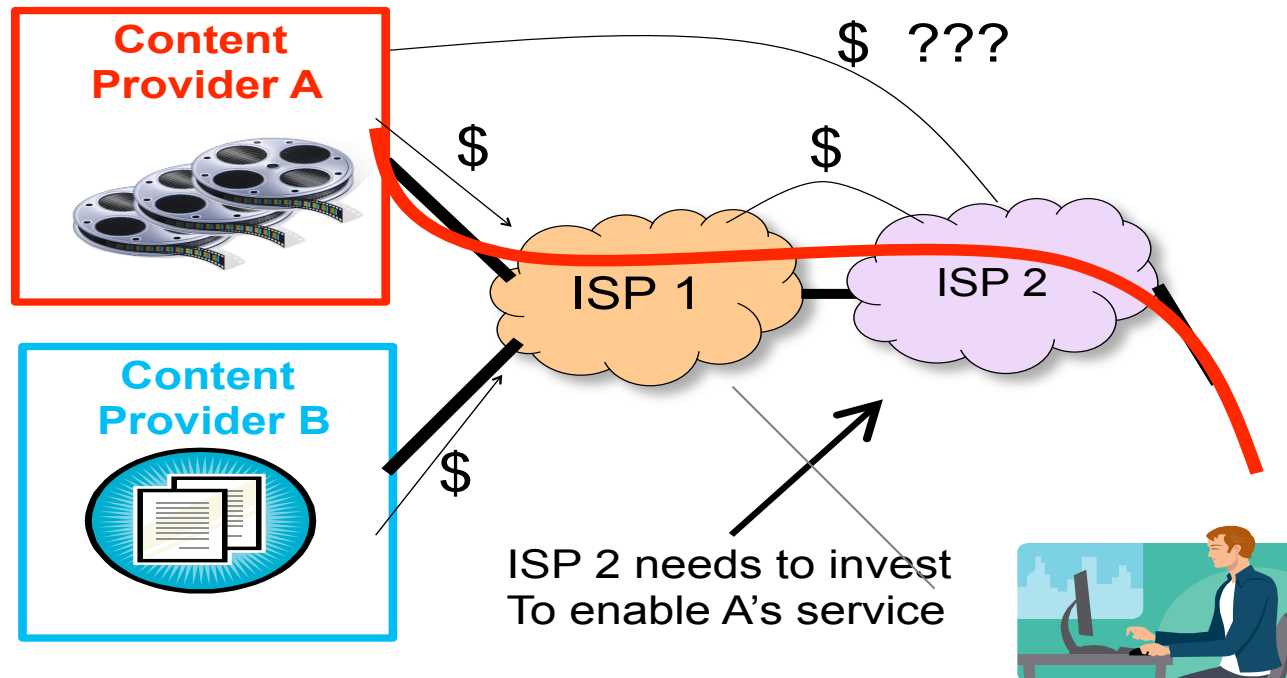 Content
Provider A
$ ???
$
$
ISP 1
ISP 2
Content
Provider B
$
ISP 2 needs to invest
To enable A's service